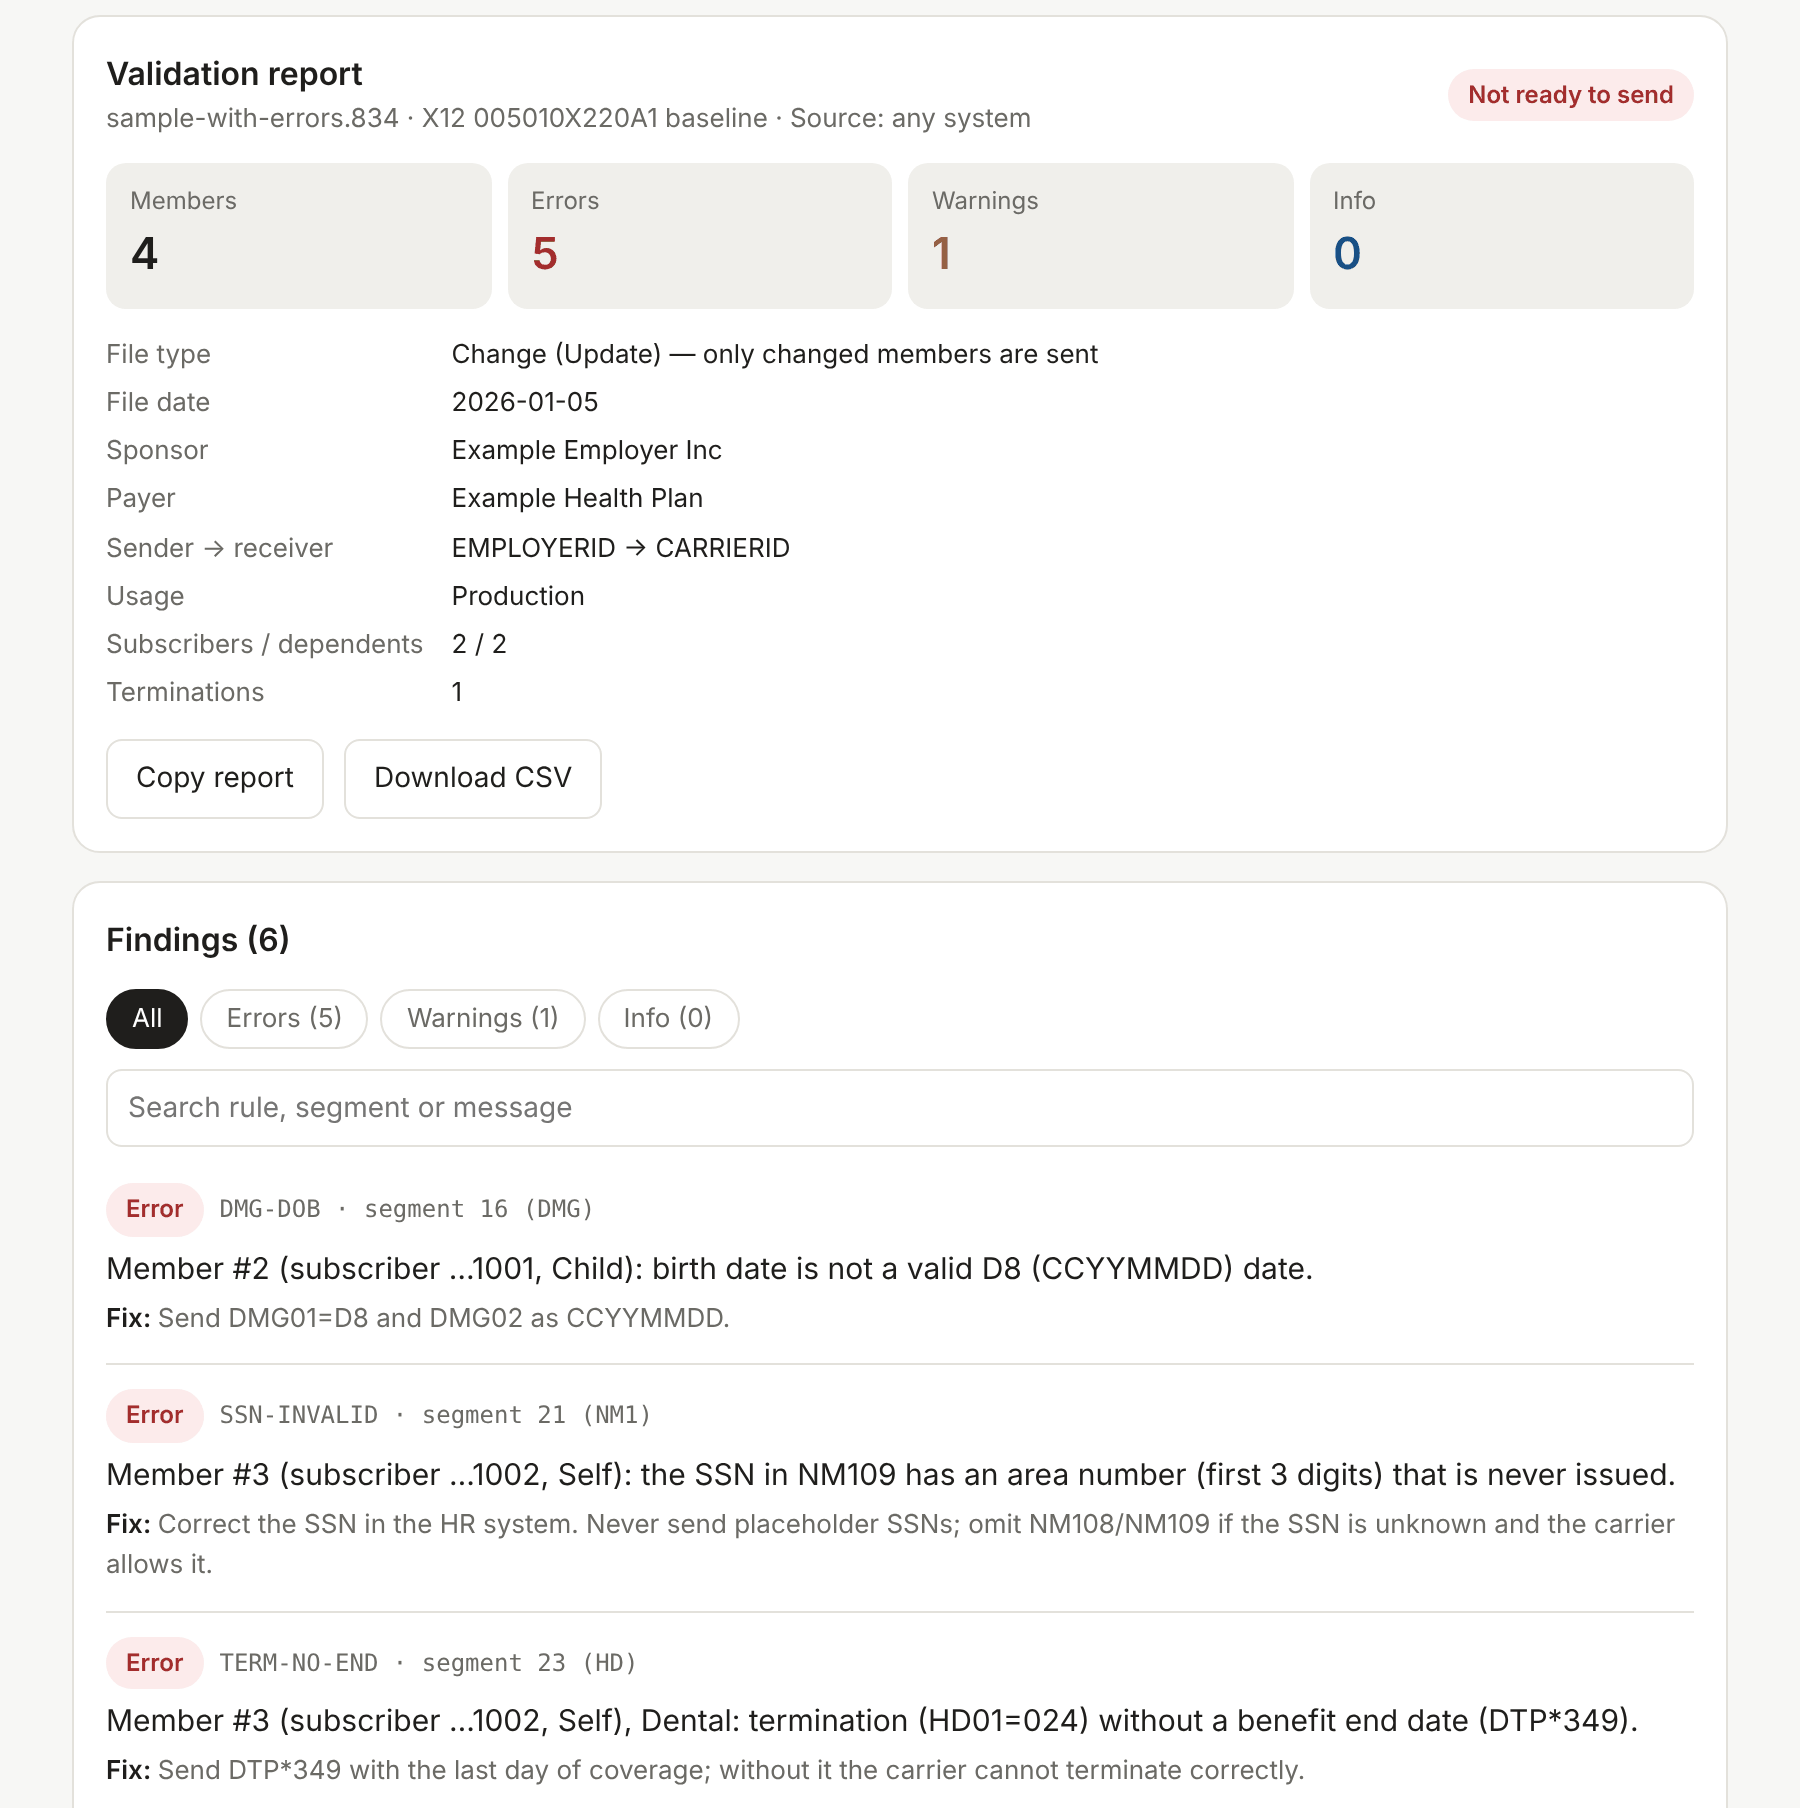 Validation report
Not ready to send
sample-with-errors.834 · X12 005010X220A1 baseline · Source: any system
Members
4
Errors
5
Warnings
1
Info
0
File type Change (Update) — only changed members are sent
File date 2026-01-05
Sponsor Example Employer Inc
Payer Example Health Plan
Sender → receiver EMPLOYERID → CARRIERID
Usage Production
Subscribers / dependents 2 / 2
Terminations 1
Copy report Download CSV
Findings (6)
All Errors (5) Warnings (1) Info (0)
Search rule, segment or message
Error DMG-DOB · segment 16 (DMG)
Member #2 (subscriber …1001, Child): birth date is not a valid D8 (CCYYMMDD) date.
Fix: Send DMG01=D8 and DMG02 as CCYYMMDD.
Error SSN-INVALID · segment 21 (NM1)
Member #3 (subscriber …1002, Self): the SSN in NM109 has an area number (first 3 digits) that is never issued.
Fix: Correct the SSN in the HR system. Never send placeholder SSNs; omit NM108/NM109 if the SSN is unknown and the carrier
allows it.
Error TERM-NO-END · segment 23 (HD)
Member #3 (subscriber …1002, Self), Dental: termination (HD01=024) without a benefit end date (DTP*349).
Fix: Send DTP*349 with the last day of coverage; without it the carrier cannot terminate correctly.